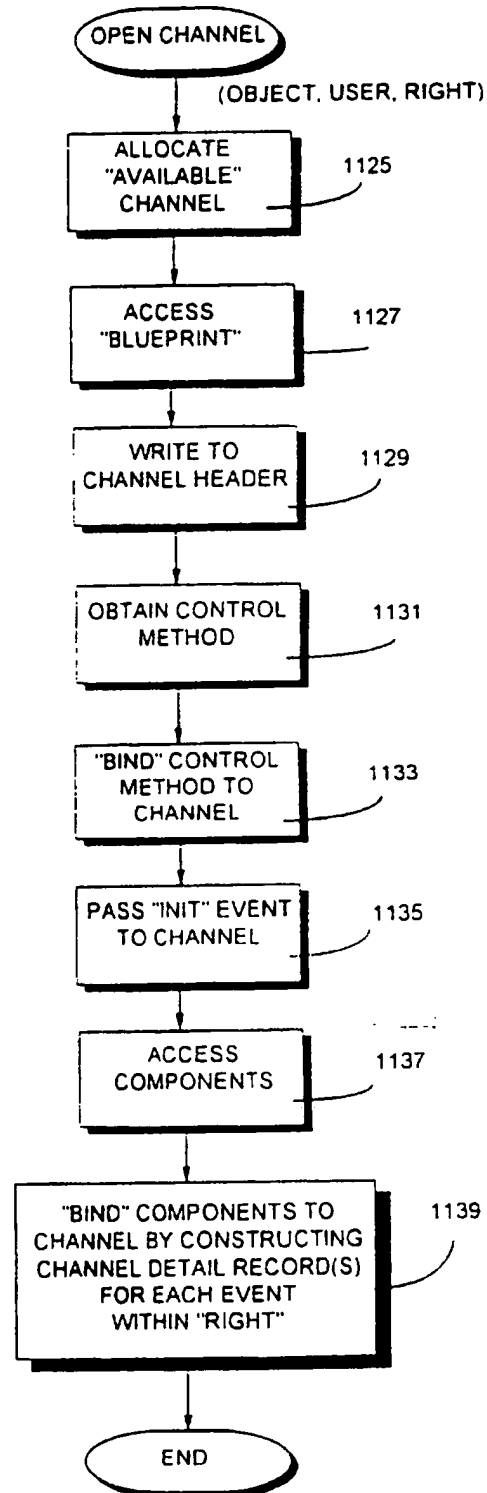 OPEN CHANNEL
(OBJECT, USER, RIGHT)
ALLOCATE
"AVAILABLE"
CHANNEL
1125
ACCESS
"BLUEPRINT"
1127
WRITE TO
CHANNEL HEADER
1129
OBTAIN CONTROL
METHOD
1131
"BIND" CONTROL
METHOD TO
CHANNEL
1133
PASS "INIT" EVENT
TO CHANNEL
1135
ACCESS
COMPONENTS
1137
"BIND" COMPONENTS TO
CHANNEL BY CONSTRUCTING
CHANNEL DETAIL RECORD(S)
FOR EACH EVENT
WITHIN "RIGHT"
1139
END